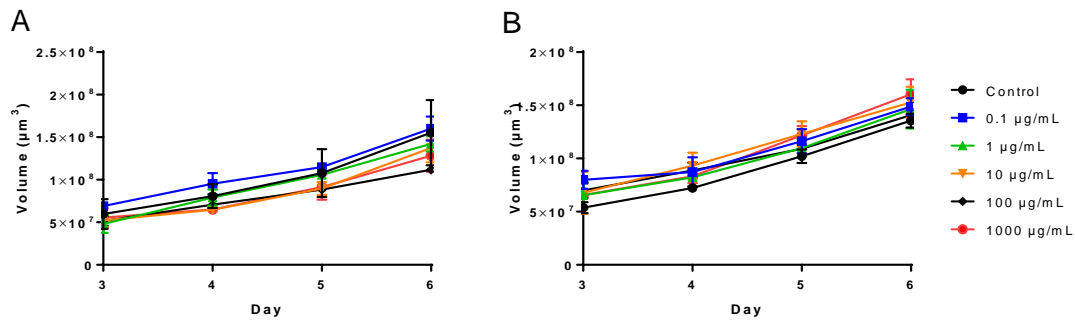 A
2.5×10⁸
2×10⁸
1.5×10⁸
1×10⁸
5×10⁷
0
Volume (µm³)
3 4 5 6
Day
B
2×10⁸
1.5×10⁸
1×10⁸
5×10⁷
0
Volume (µm³)
3 4 5 6
Day
Control
0.1 µg/mL
1 µg/mL
10 µg/mL
100 µg/mL
1000 µg/mL